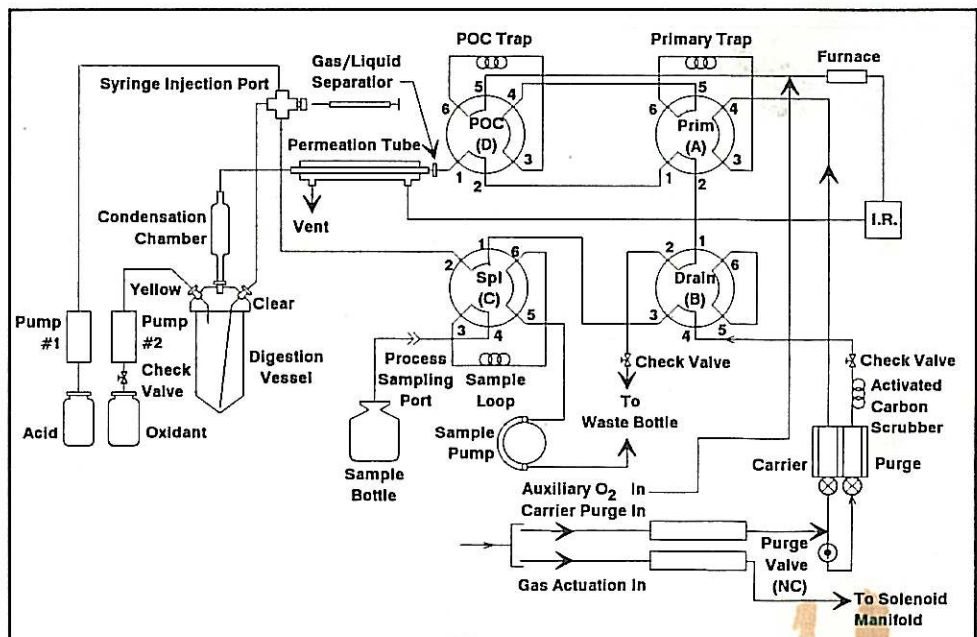 POC Trap
Primary Trap
Furnace
Gas/Liquid
Separatior
Syringe Injection Port
5
4
6
POC
(D)
3
1
2
5
4
6
Prim
(A)
3
1
2
Permeation Tube
Vent
I.R.
Condensation
Chamber
1
6
2
Spl
(C)
5
3
4
1
2
6
Drain
(B)
3
5
4
Yellow
Clear
Pump
#1
Pump
#2
Check
Valve
Digestion
Vessel
Process
Sampling
Port
Sample
Loop
Check Valve
To
Waste Bottle
Check Valve
Activated
Carbon
Scrubber
Acid
Oxidant
Sample
Bottle
Sample
Pump
Carrier
Purge
Auxiliary O2 In
Carrier Purge In
Purge
Valve
(NC)
Gas Actuation In
To Solenoid
Manifold